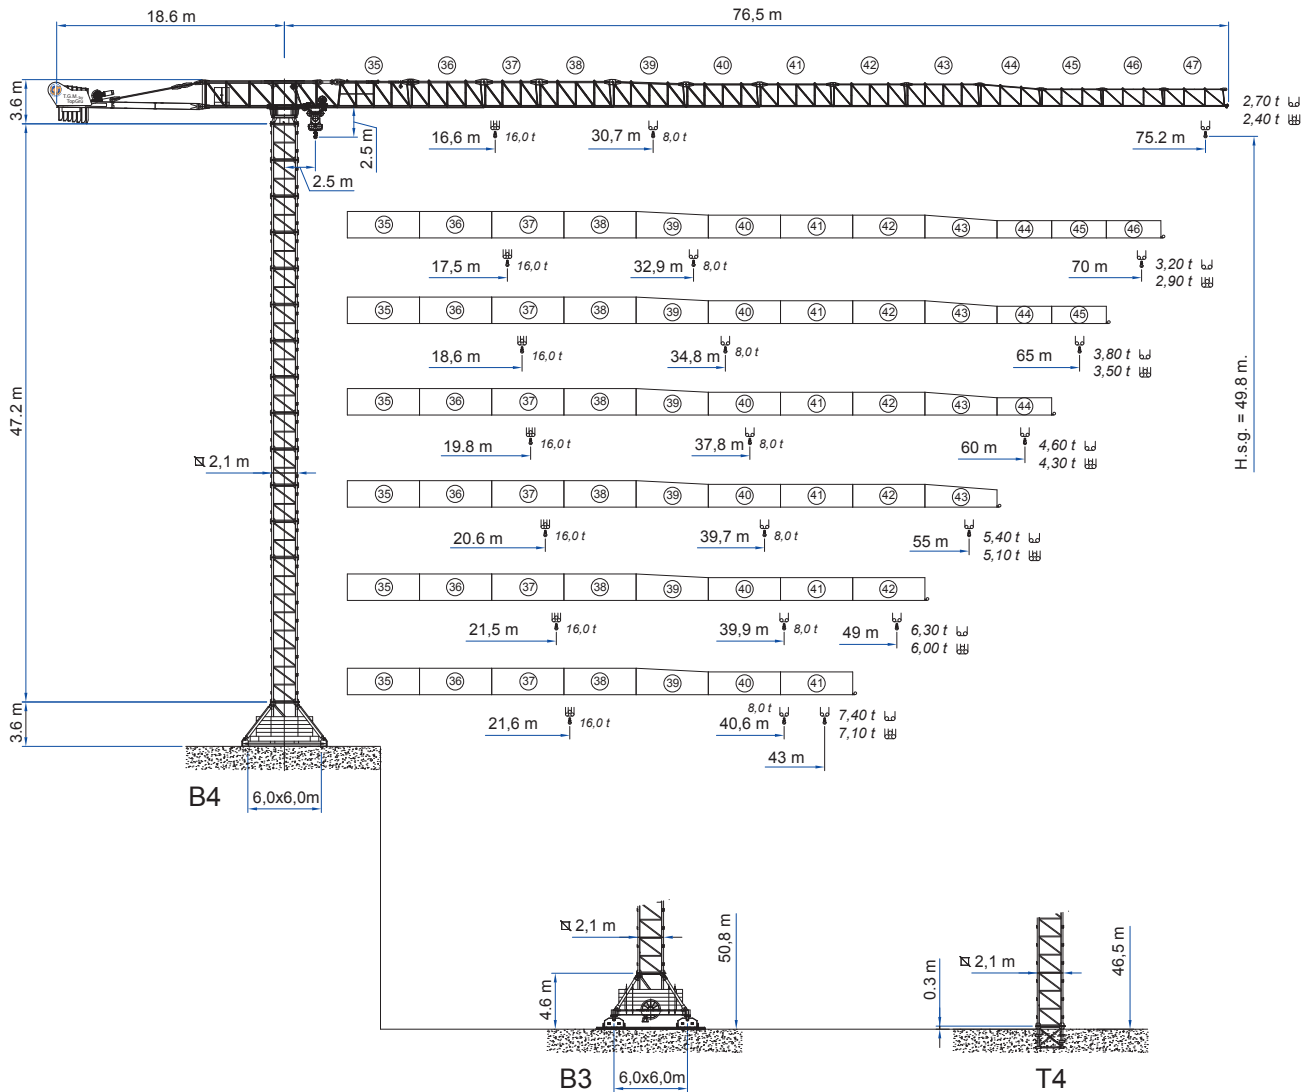 18.6 m 76,5 m
35 36 37 38 39 40 41 42 43 44 45 46 47
3.6 m
T.G.M.
TopGru
2,70 t
2,40 t
16,6 m 16,0 t 30,7 m 8,0 t 75.2 m
2.5 m
2.5 m
35 36 37 38 39 40 41 42 43 44 45 46
17,5 m 16,0 t 32,9 m 8,0 t 70 m 3,20 t
2,90 t
35 36 37 38 39 40 41 42 43 44 45
18,6 m 16,0 t 34,8 m 8,0 t 65 m 3,80 t
3,50 t
47.2 m
H.s.g. = 49.8 m.
35 36 37 38 39 40 41 42 43 44
19.8 m 16,0 t 37,8 m 8,0 t 60 m 4,60 t
4,30 t
2,1 m
35 36 37 38 39 40 41 42 43
20.6 m 16,0 t 39,7 m 8,0 t 55 m 5,40 t
5,10 t
35 36 37 38 39 40 41 42
21,5 m 16,0 t 39,9 m 8,0 t 49 m 6,30 t
6,00 t
35 36 37 38 39 40 41
3.6 m
21,6 m 16,0 t 40,6 m 8,0 t 7,40 t
7,10 t
43 m
B4 6,0x6,0m
2,1 m 50,8 m
4.6 m
B3 6,0x6,0m
2,1 m 46,5 m
0.3 m
T4